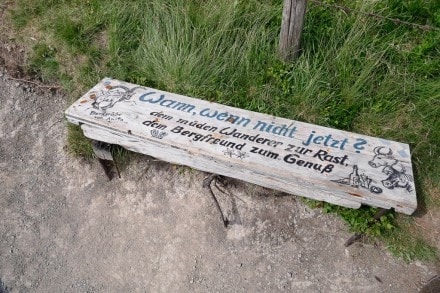 Wann, wenn nicht jetzt?
dem müden Wanderer zur Rast,
dem Bergfreund zum Genuß